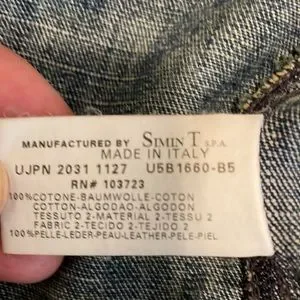 MANUFACTURED BY SIMINT S.P.A.
MADE IN ITALY
UJPN 2031 1127 U5B1660-B5
RN# 103723
100%COTONE-BAUMWOLLE-COTON
COTTON-ALGODAO-ALGODON
TESSUTO 2-MATERIAL 2-TESSU 2
FABRIC 2-TECIDO 2-TEJIDO 2
100%PELLE-LEDER-PEAU-LEATHER-PELE-PIEL